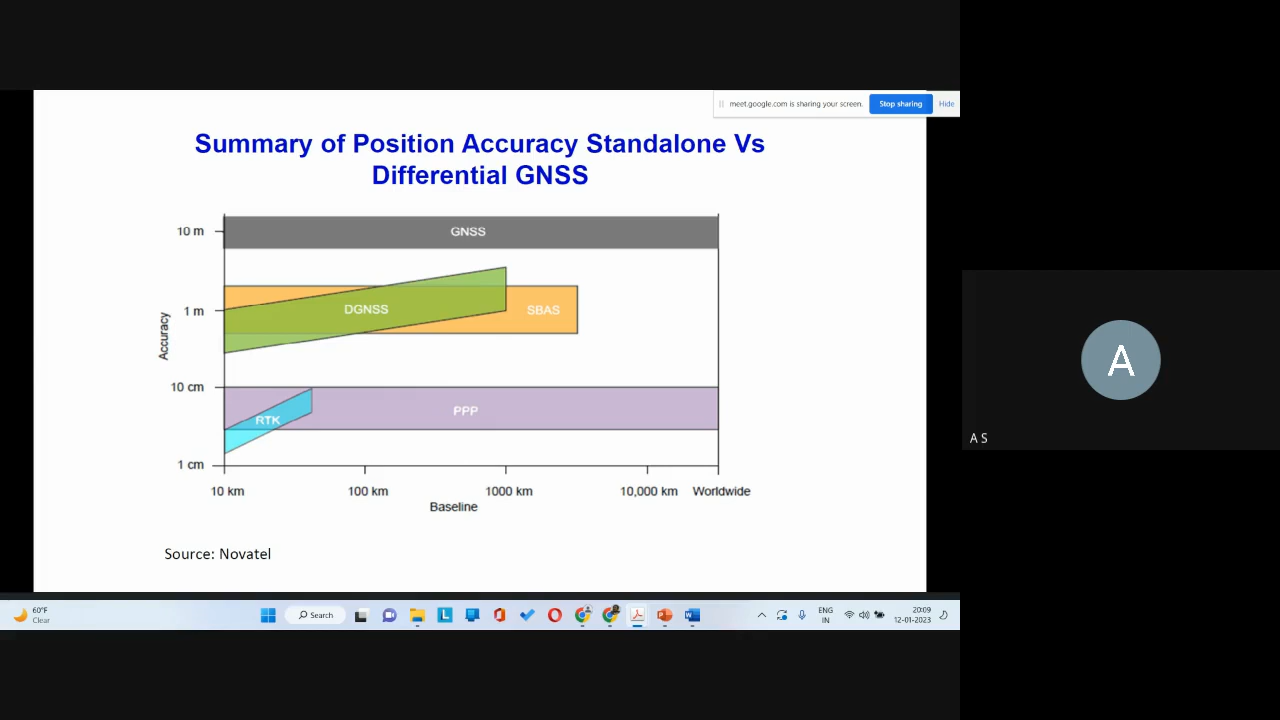 meet.google.com is sharing your screen.
Stop sharing
Hide
Summary of Position Accuracy Standalone Vs
Differential GNSS
10 m
GNSS
1 m
DGNSS
SBAS
Accuracy
10 cm
RTK
PPP
1 cm
10 km
100 km
1000 km
10,000 km
Worldwide
Baseline
Source: Novatel
A
A S
60°F
Clear
Search
ENG
IN
20:09
12-01-2023